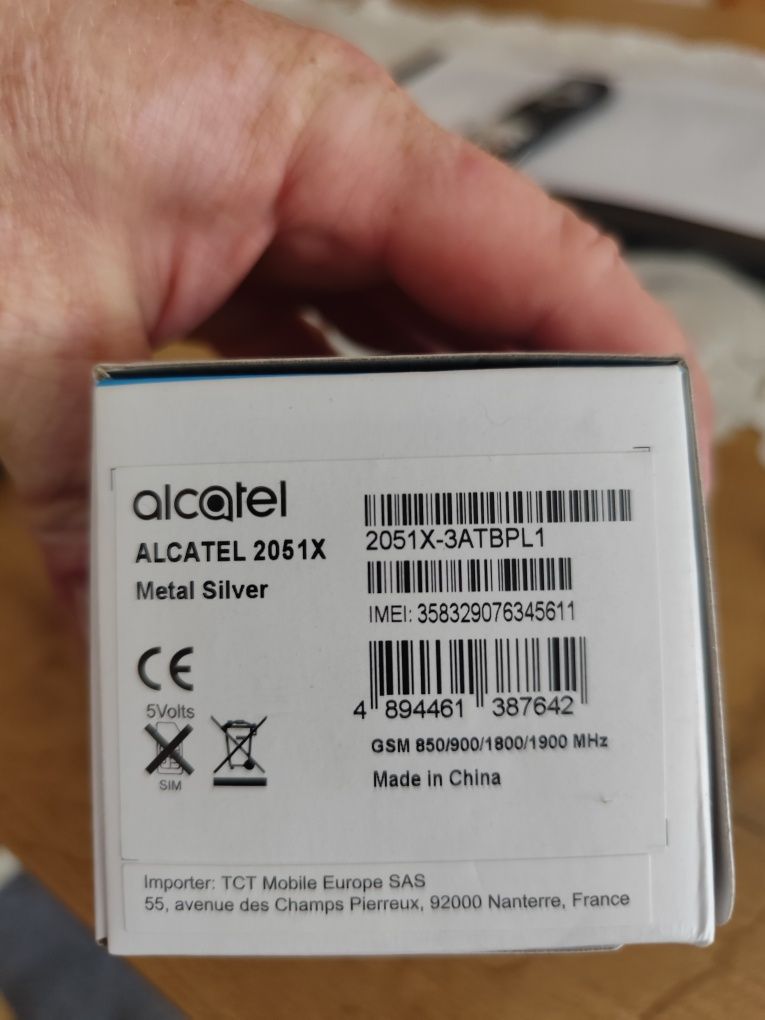 alcatel
ALCATEL 2051X
Metal Silver
CE
5Volts
SIM
2051X-3ATBPL1
IMEI: 358329076345611
4 894461 387642
GSM 850/900/1800/1900 MHz
Made in China
Importer: TCT Mobile Europe SAS
55, avenue des Champs Pierreux, 92000 Nanterre, France